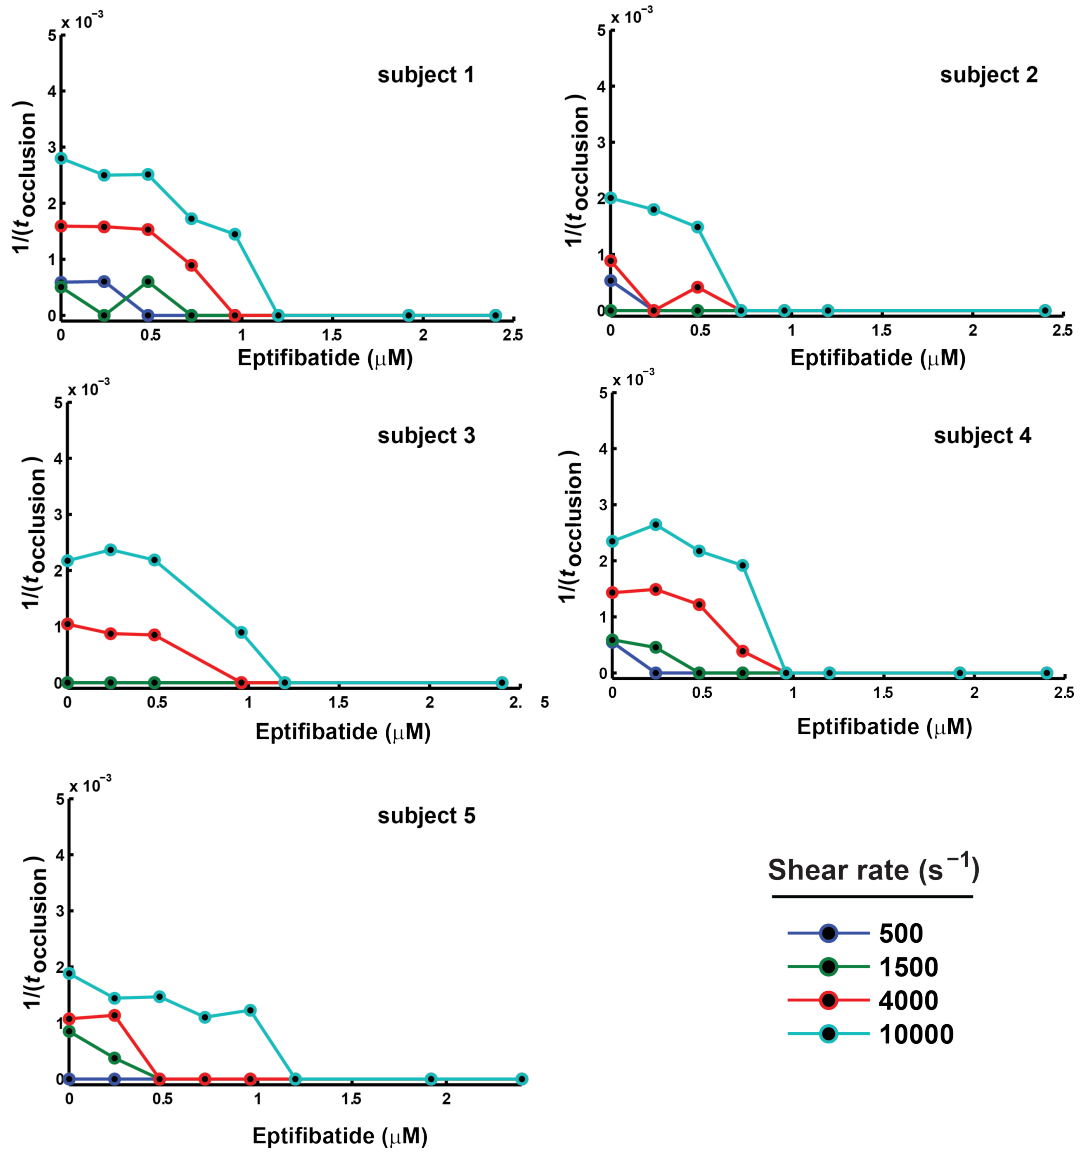 x 10⁻³
subject 1
1/(t occlusion)
5
4
3
2
1
0
0 0.5 1 1.5 2 2.5
Eptifibatide (μM)
x 10⁻³
subject 2
1/(t occlusion)
5
4
3
2
1
0
0 0.5 1 1.5 2 2.5
Eptifibatide (μM)
x 10⁻³
subject 3
1/(t occlusion)
5
4
3
2
1
0
0 0.5 1 1.5 2. 5
Eptifibatide (μM)
x 10⁻³
subject 4
1/(t occlusion)
5
4
3
2
1
0
0 0.5 1 1.5 2 2.5
Eptifibatide (μM)
x 10⁻³
subject 5
1/(t occlusion)
5
4
3
2
1
0
0 0.5 1 1.5 2
Eptifibatide (μM)
Shear rate (s⁻¹)
500
1500
4000
10000